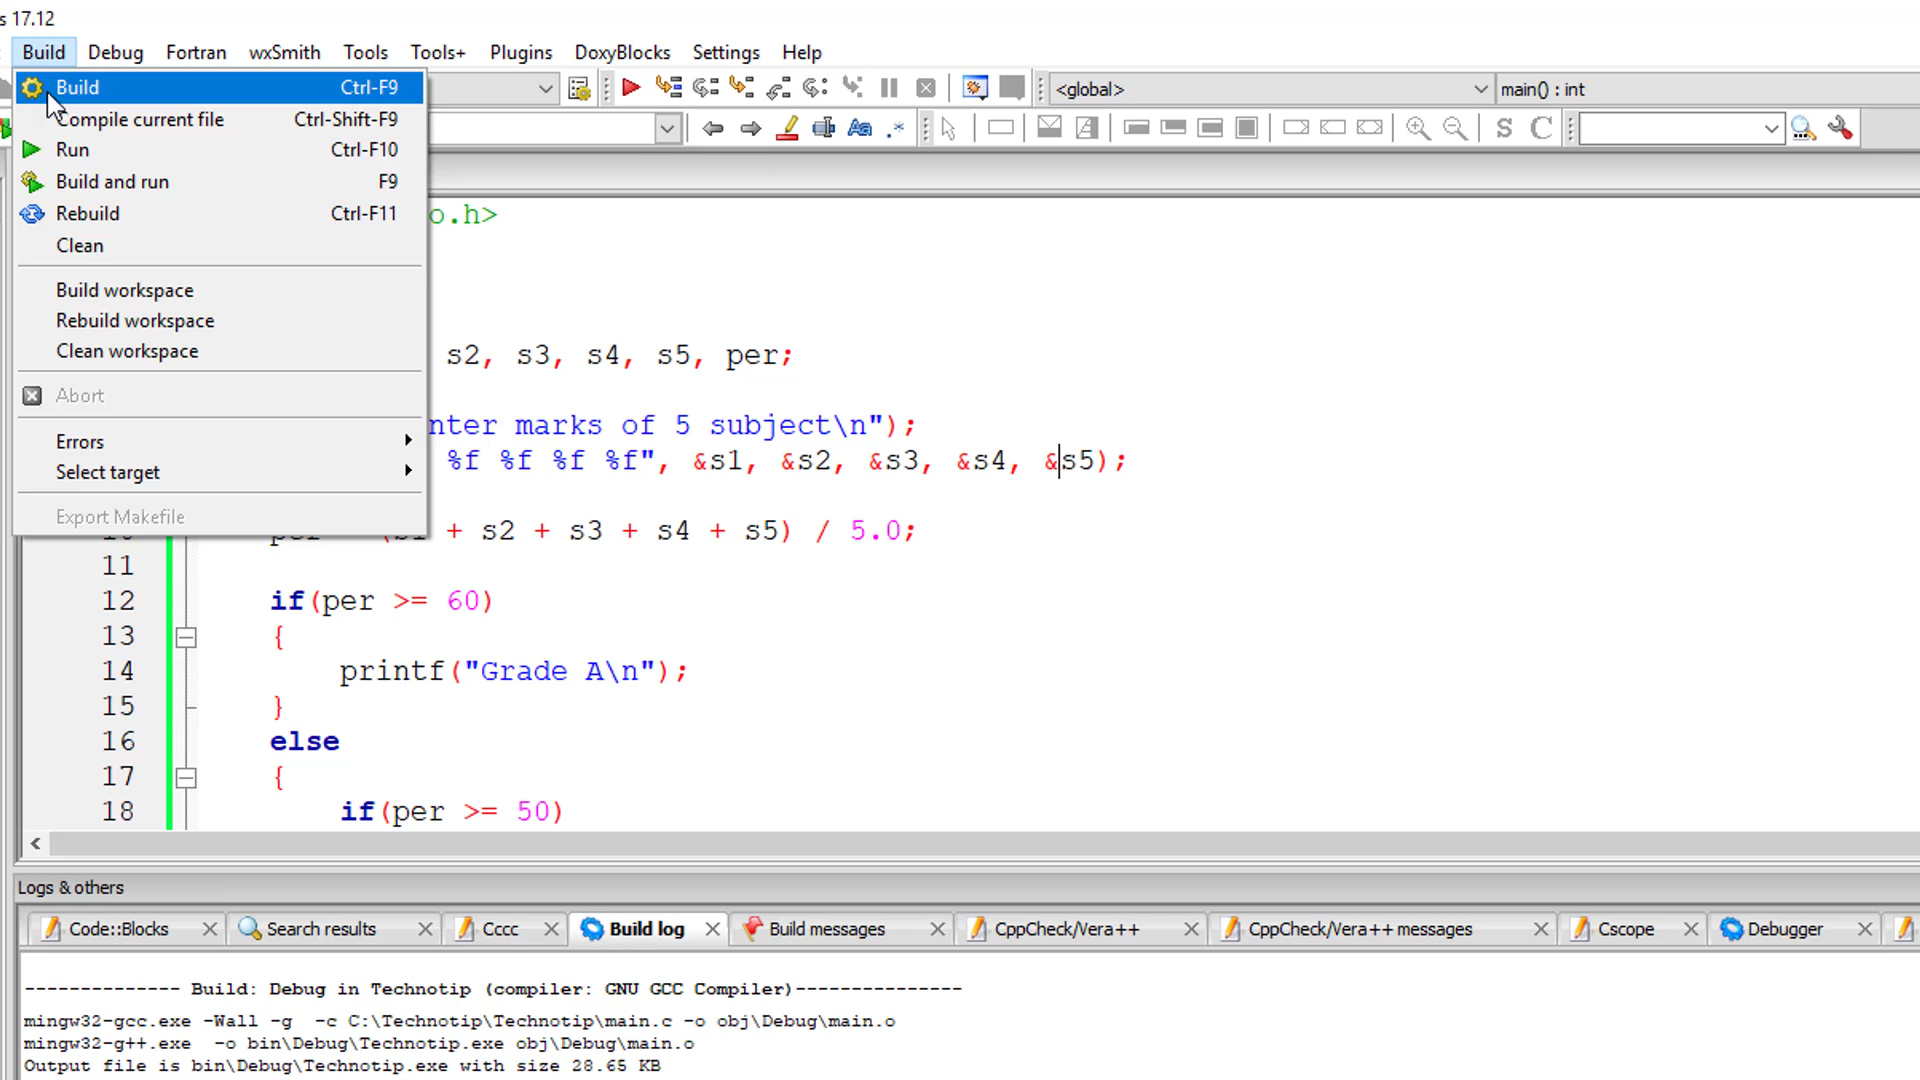 s 17.12
Build Debug Fortran wxSmith Tools Tools+ Plugins DoxyBlocks Settings Help
Build Ctrl-F9
<global> main() : int
Compile current file Ctrl-Shift-F9
S C
Run Ctrl-F10
Build and run F9
Rebuild Ctrl-F11
o.h>
Clean
Build workspace
Rebuild workspace
Clean workspace
s2, s3, s4, s5, per;
Abort
nter marks of 5 subject\n");
Errors
%f %f %f %f", &s1, &s2, &s3, &s4, &s5);
Select target
Export Makefile
+ s2 + s3 + s4 + s5) / 5.0;
11
12 if(per >= 60)
13 {
14 printf("Grade A\n");
15 }
16 else
17 {
18 if(per >= 50)
Logs & others
Code::Blocks Search results Cccc Build log Build messages CppCheck/Vera++ CppCheck/Vera++ messages Cscope Debugger
-------------- Build: Debug in Technotip (compiler: GNU GCC Compiler)---------------
mingw32-gcc.exe -Wall -g -c C:\Technotip\Technotip\main.c -o obj\Debug\main.o
mingw32-g++.exe -o bin\Debug\Technotip.exe obj\Debug\main.o
Output file is bin\Debug\Technotip.exe with size 28.65 KB